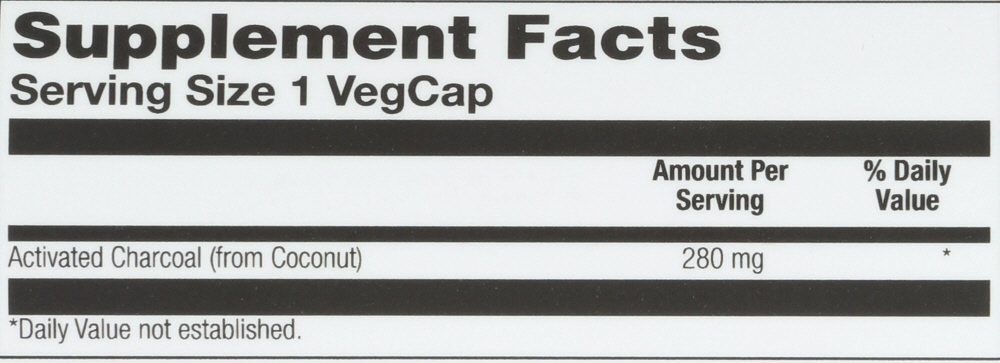 Supplement Facts
Serving Size 1 VegCap
Amount Per Serving % Daily Value
Activated Charcoal (from Coconut) 280 mg *
*Daily Value not established.